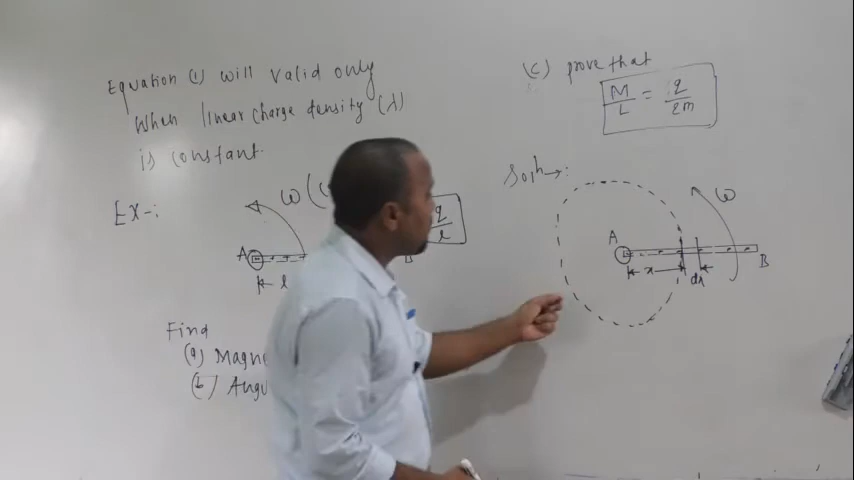 Equation (1) will valid only
when linear charge density (λ)
is constant.
Ex-:
ω
A
l
q
l
B
Find
(a) Magne
(b) Angu
(c) prove that
M/L = q/2m
Soln→:
ω
A
B
x
dx